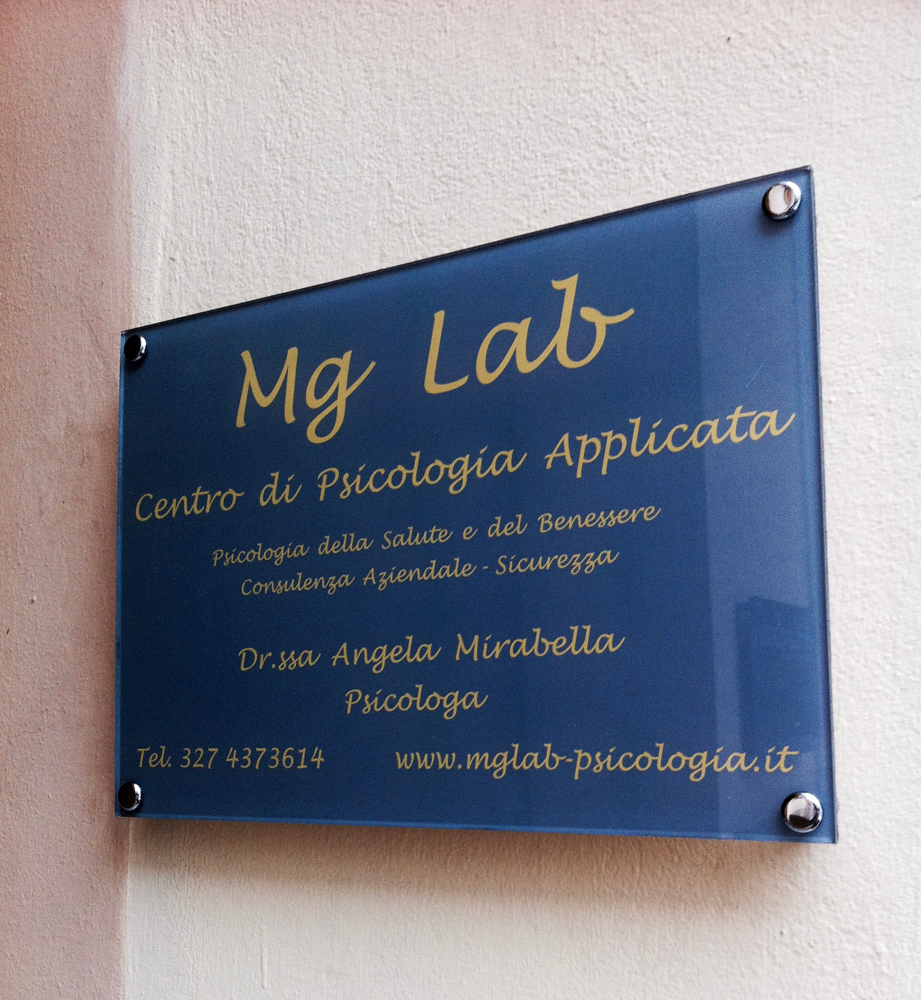 Mg Lab
Centro di Psicologia Applicata
Psicologia della Salute e del Benessere
Consulenza Aziendale - Sicurezza
Dr.ssa Angela Mirabella
Psicologa
Tel. 327 4373614 www.mglab-psicologia.it